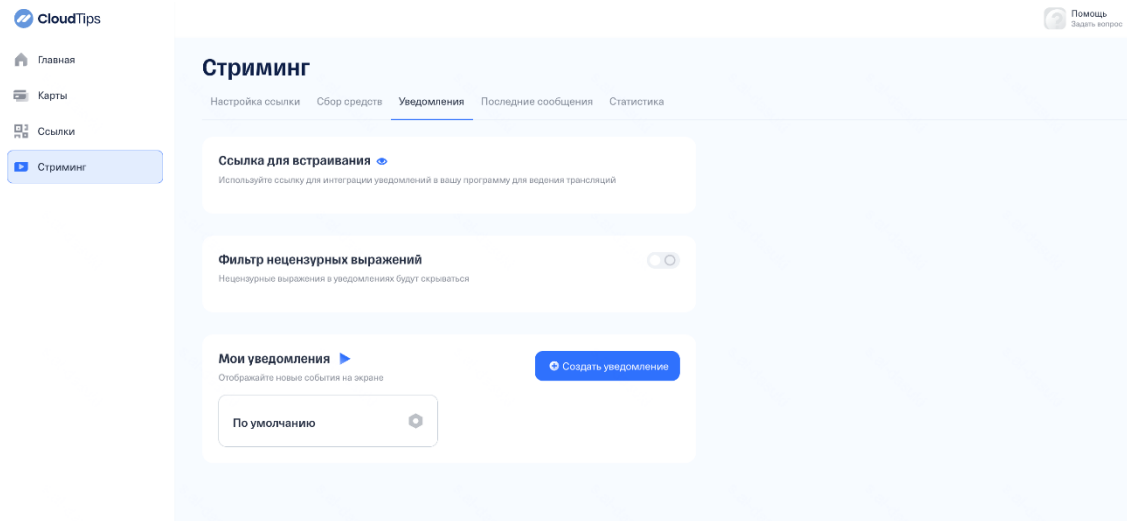 CloudTips
Помощь
Задать вопрос
Главная
Карты
Ссылки
Стриминг
Стриминг
Настройка ссылки Сбор средств Уведомления Последние сообщения Статистика
Ссылка для встраивания
Используйте ссылку для интеграции уведомлений в вашу программу для ведения трансляций
Фильтр нецензурных выражений
Нецензурные выражения в уведомлениях будут скрываться
Мои уведомления
Отображайте новые события на экране
Создать уведомление
По умолчанию